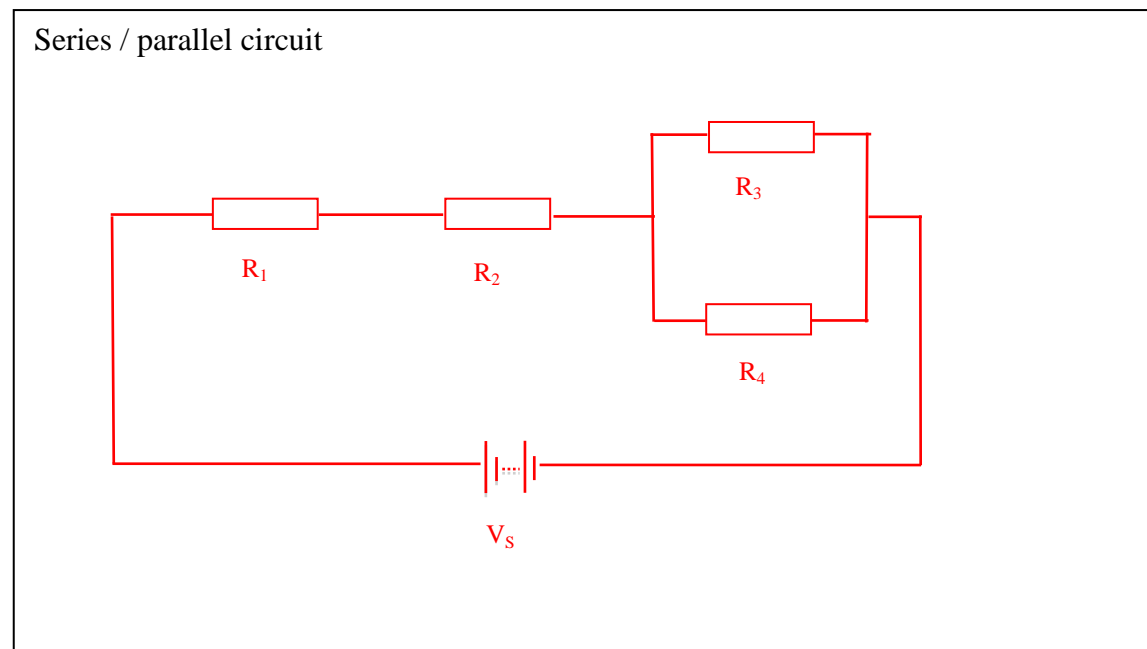 Series / parallel circuit
R₃
R₁
R₂
R₄
Vₛ